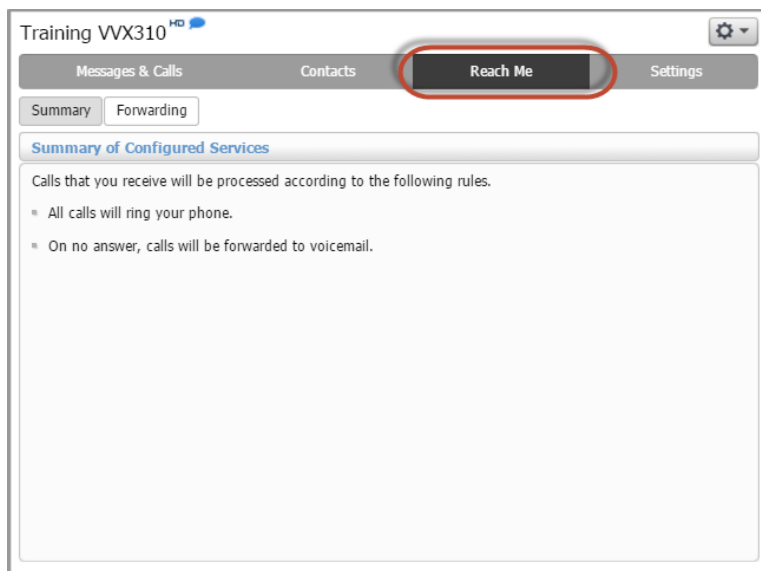 Training VVX310 HD
Messages & Calls Contacts Reach Me Settings
Summary Forwarding
Summary of Configured Services
Calls that you receive will be processed according to the following rules.
All calls will ring your phone.
On no answer, calls will be forwarded to voicemail.